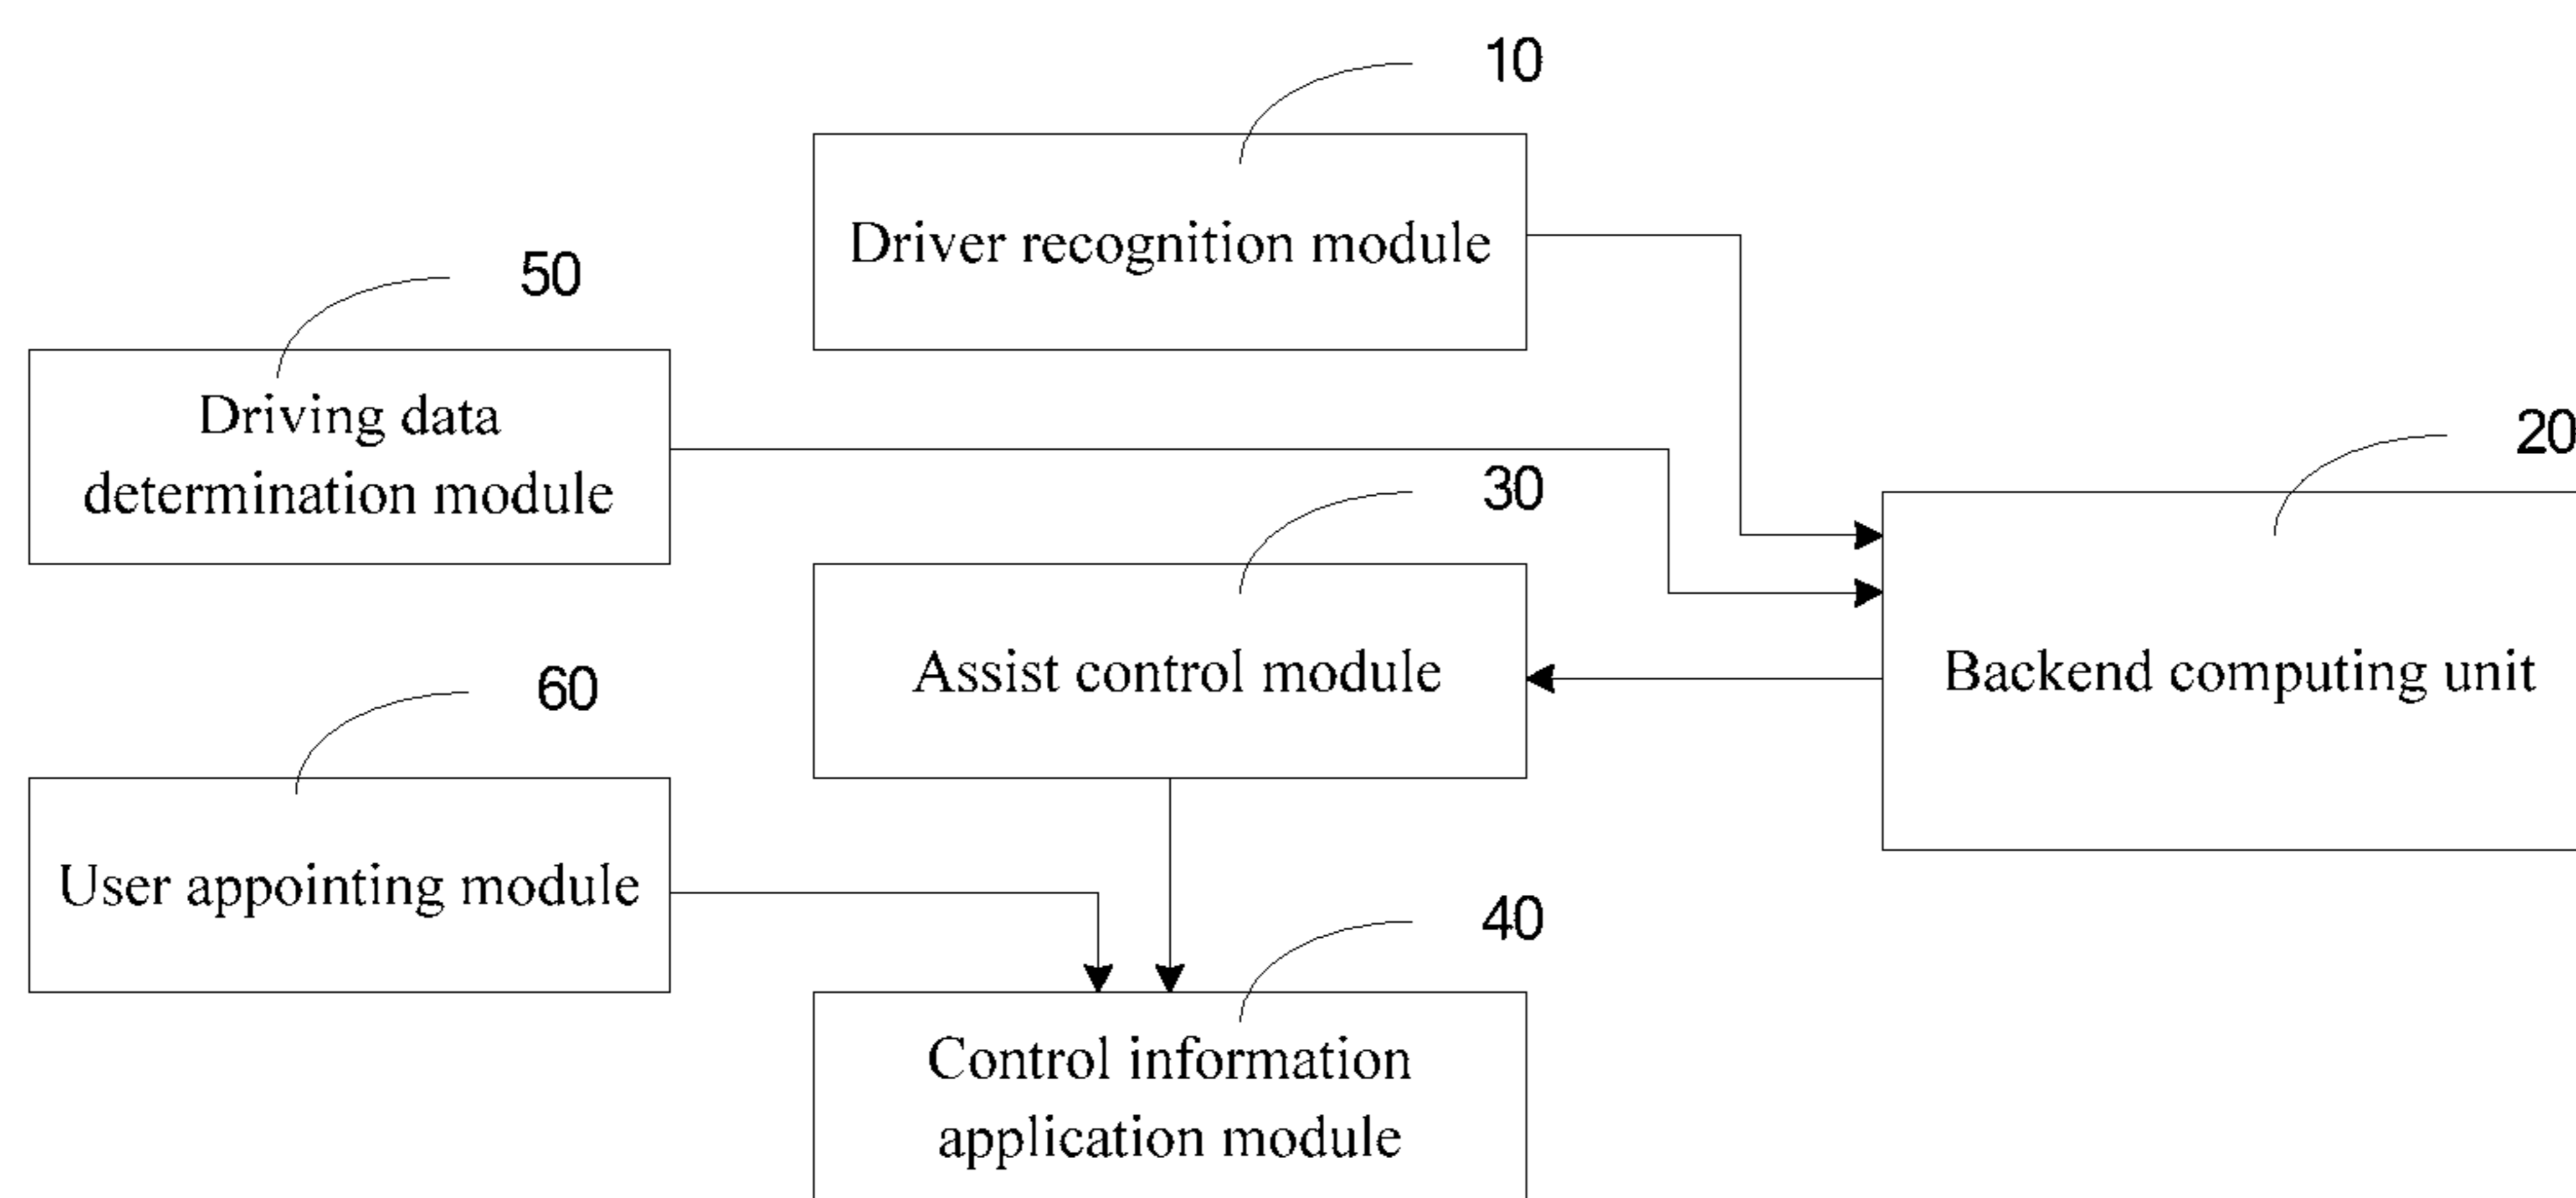 10
Driver recognition module
50
Driving data
determination module
20
30
Assist control module
Backend computing unit
60
User appointing module
40
Control information
application module